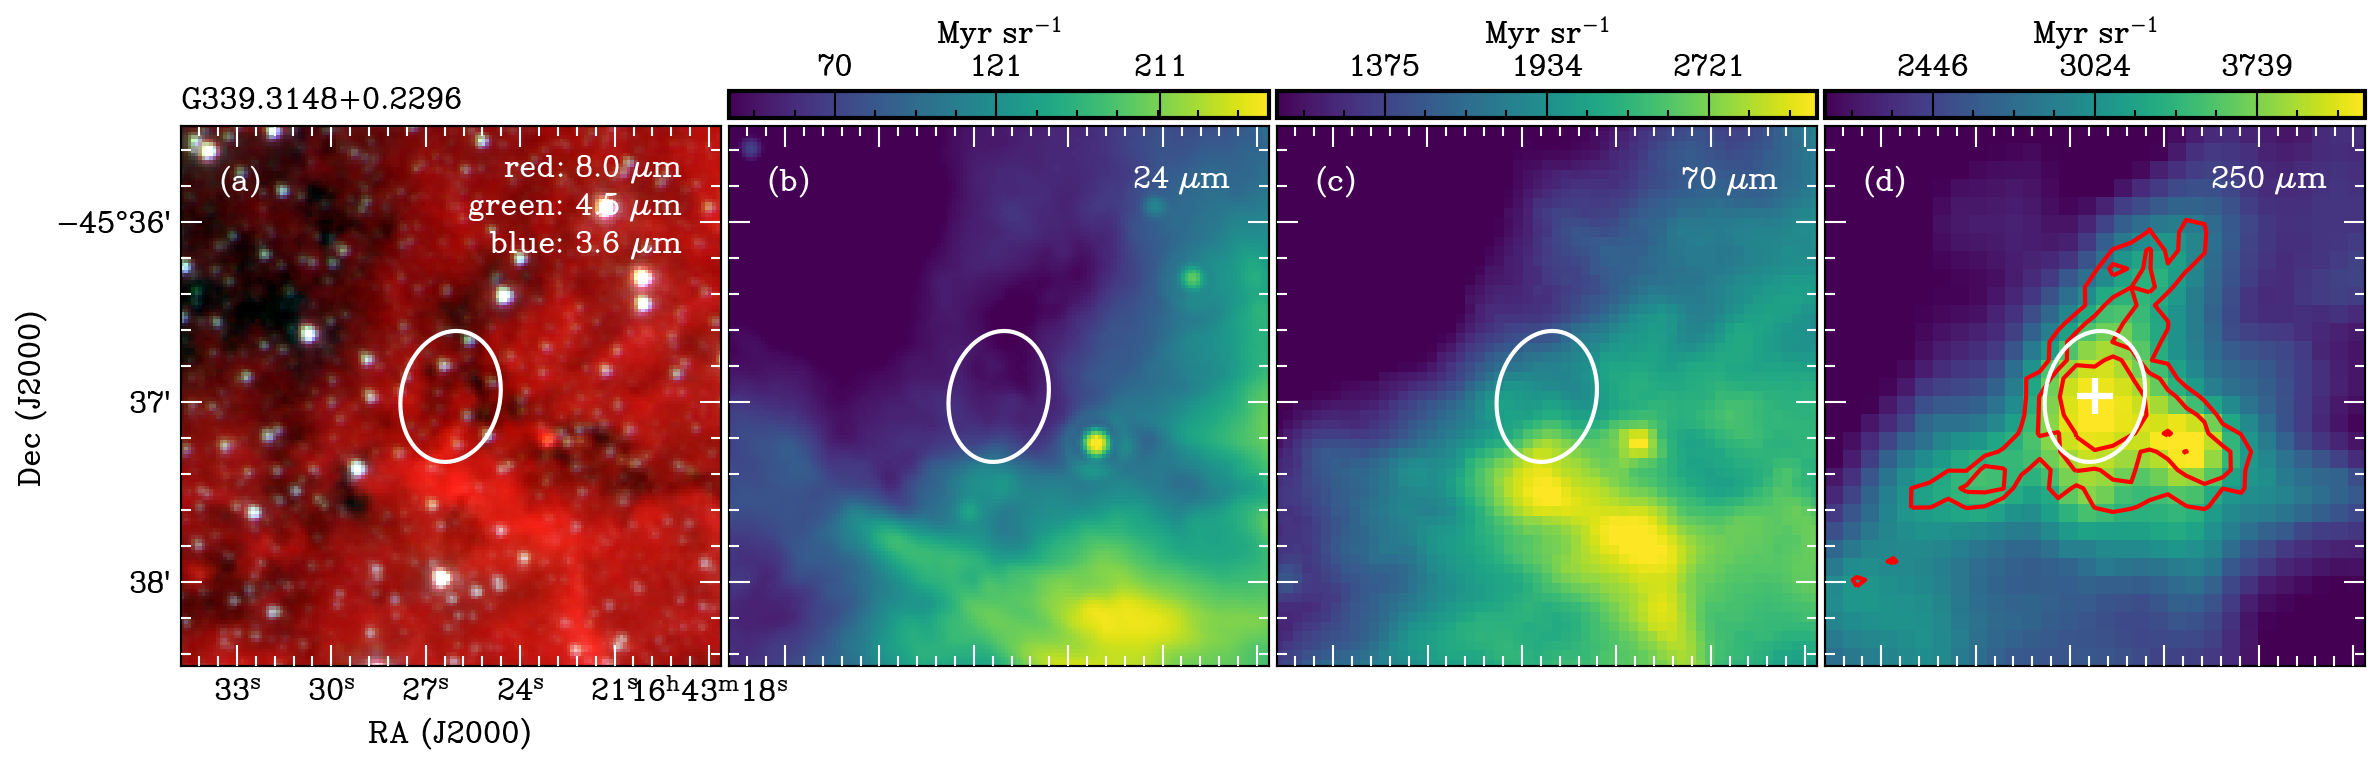 G339.3148+0.2296
Myr sr⁻¹
70 121 211
Myr sr⁻¹
1375 1934 2721
Myr sr⁻¹
2446 3024 3739
(a)
red: 8.0 μm
green: 4.5 μm
blue: 3.6 μm
(b)
24 μm
(c)
70 μm
(d)
250 μm
−45°36'
37'
38'
Dec (J2000)
33ˢ 30ˢ 27ˢ 24ˢ 21ˢ 16ʰ43ᵐ18ˢ
RA (J2000)